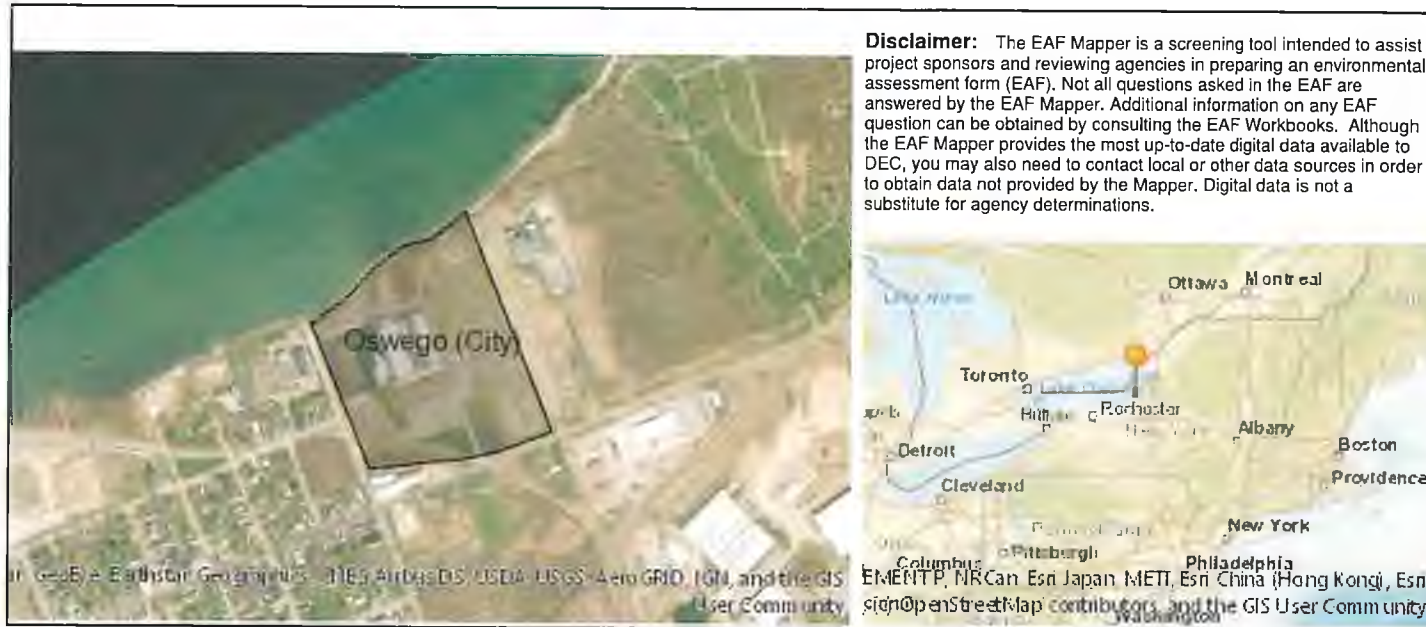 Disclaimer: The EAF Mapper is a screening tool intended to assist
project sponsors and reviewing agencies in preparing an environmental
assessment form (EAF). Not all questions asked in the EAF are
answered by the EAF Mapper. Additional information on any EAF
question can be obtained by consulting the EAF Workbooks. Although
the EAF Mapper provides the most up-to-date digital data available to
DEC, you may also need to contact local or other data sources in order
to obtain data not provided by the Mapper. Digital data is not a
substitute for agency determinations.
Oswego (City)
GeoEye Earthstar Geographics Airbus DS, USDA, USGS, AeroGRID, IGN, and the GIS
User Community
Ottawa Montreal
Toronto
Rochester
Albany
Detroit
Boston
Providence
Cleveland
New York
Pittsburgh
Columbus
Philadelphia
EMENT P, NRCan Esri Japan METI, Esri China (Hong Kong), Esri
OpenStreetMap contributors, and the GIS User Community
Washington